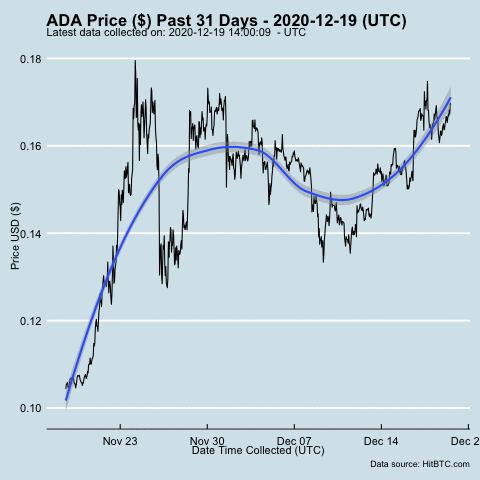 ADA Price ($) Past 31 Days - 2020-12-19 (UTC)
Latest data collected on: 2020-12-19 14:00:09 - UTC
0.18
0.16
0.14
0.12
0.10
Price USD ($)
Nov 23
Nov 30
Dec 07
Dec 14
Dec 2
Date Time Collected (UTC)
Data source: HitBTC.com